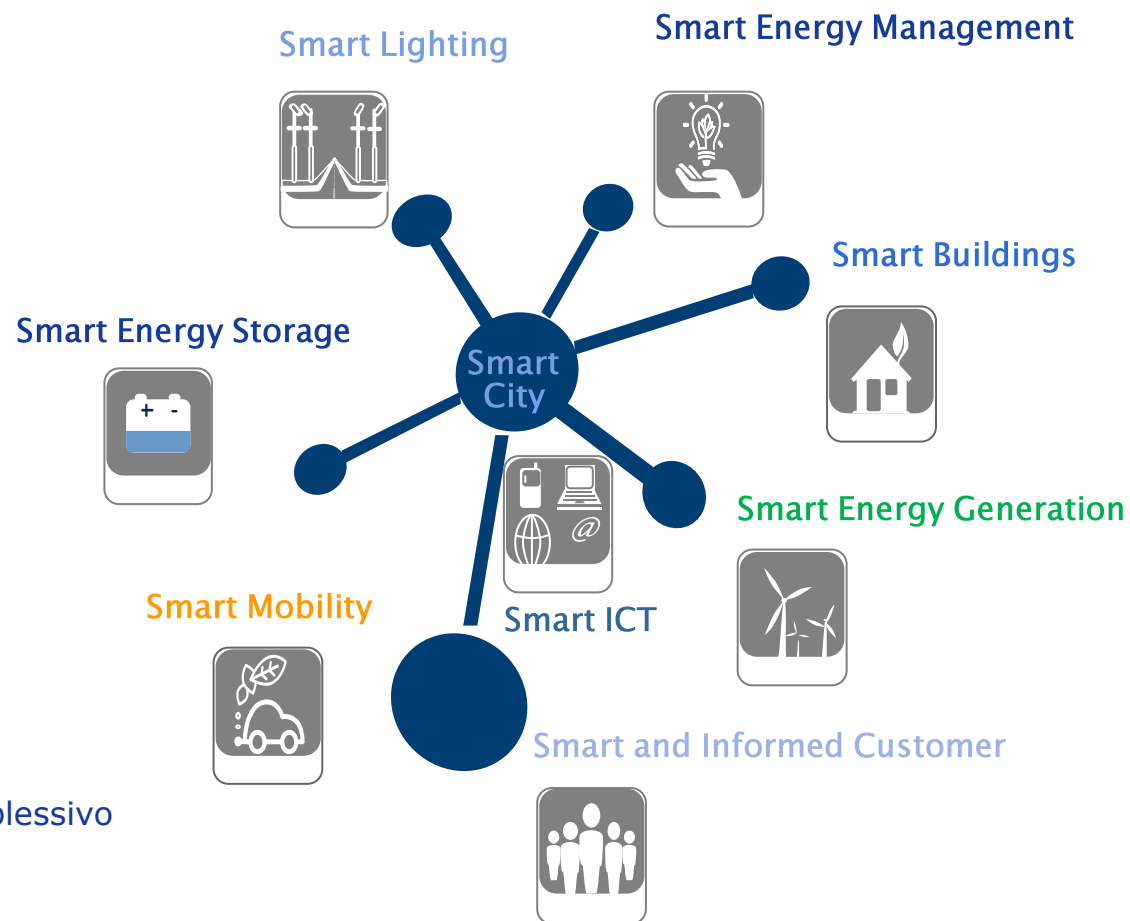 Smart Energy Management
Smart Lighting
Smart Buildings
Smart Energy Storage
Smart
City
+ -
Smart Energy Generation
@
Smart Mobility
Smart ICT
Smart and Informed Customer
plessivo